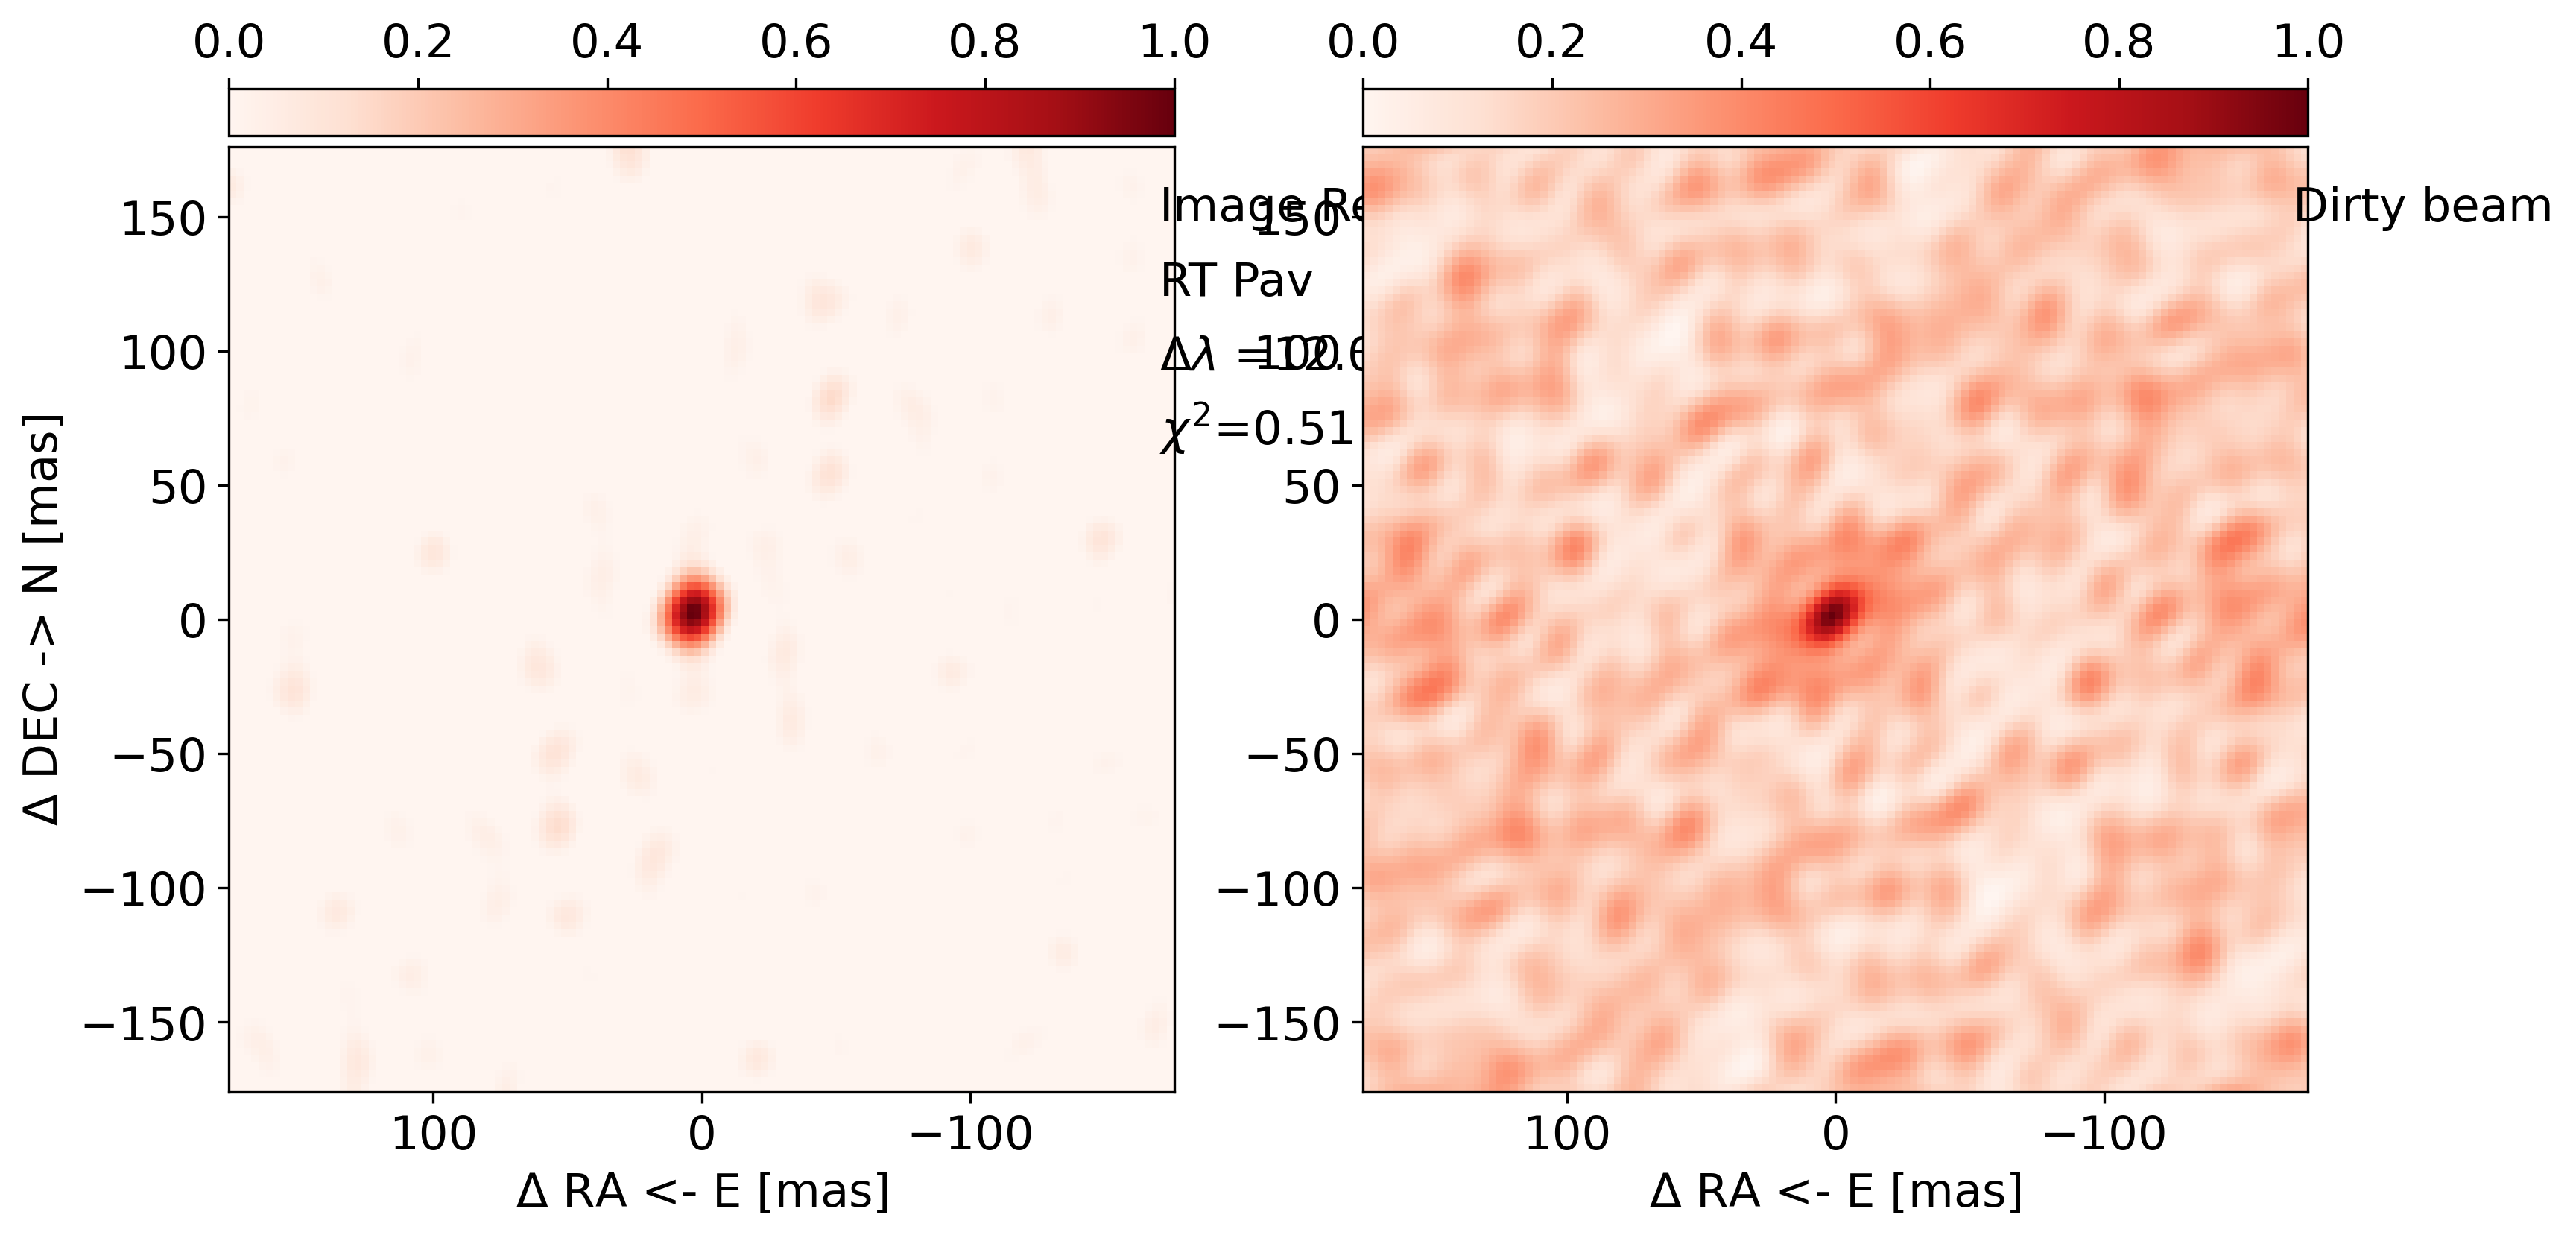 0.0 0.2 0.4 0.6 0.8 1.0
0.0 0.2 0.4 0.6 0.8 1.0
Δ DEC -> N [mas]
150
100
50
0
−50
−100
−150
100 0 −100
Δ RA <- E [mas]
Image
RT Pav
Δλ =12.
χ²=0.51
150
100
50
0
−50
−100
−150
100 0 −100
Δ RA <- E [mas]
Dirty beam